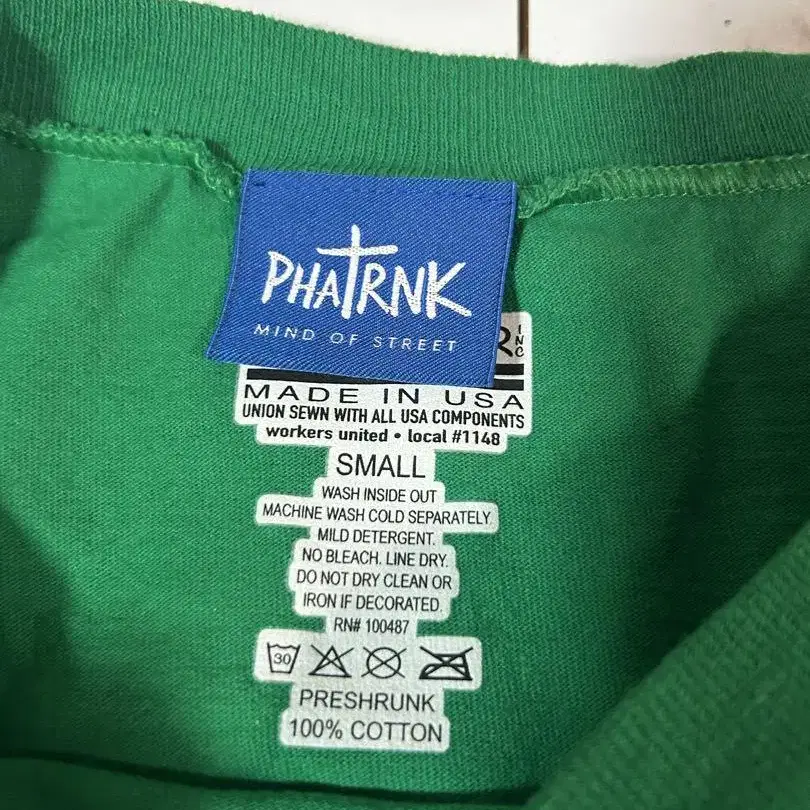 PHATRNK
MIND OF STREET
R INC
MADE IN USA
UNION SEWN WITH ALL USA COMPONENTS
workers united • local #1148
SMALL
WASH INSIDE OUT
MACHINE WASH COLD SEPARATELY.
MILD DETERGENT.
NO BLEACH. LINE DRY.
DO NOT DRY CLEAN OR
IRON IF DECORATED.
RN# 100487
30
PRESHRUNK
100% COTTON